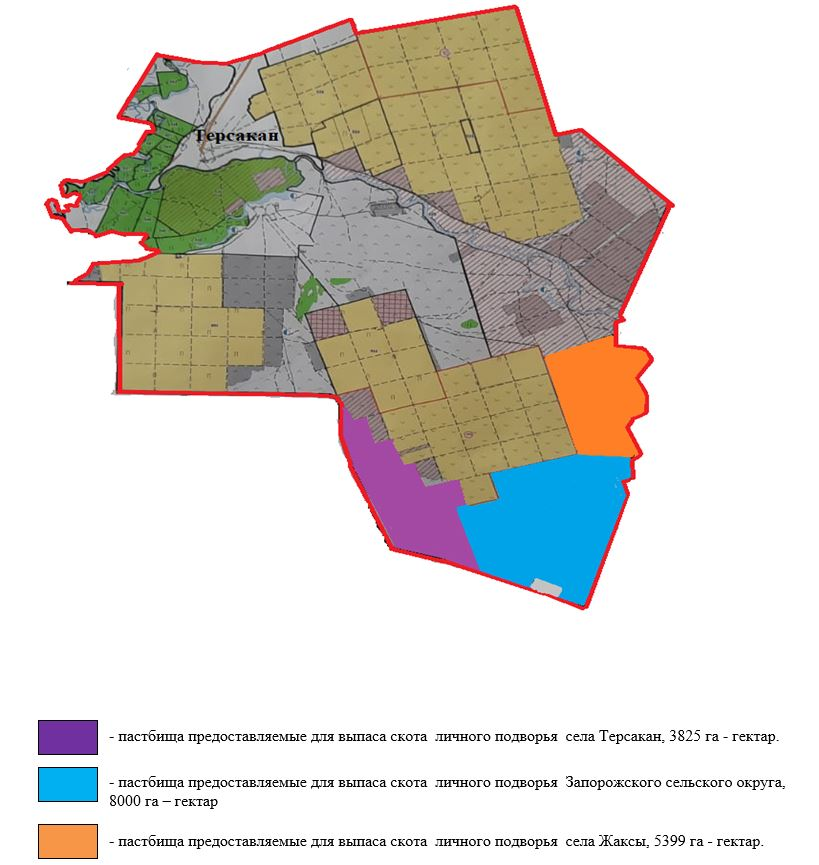 Терсакан
- пастбища предоставляемые для выпаса скота личного подворья села Терсакан, 3825 га - гектар.
- пастбища предоставляемые для выпаса скота личного подворья Запорожского сельского округа,
8000 га – гектар
- пастбища предоставляемые для выпаса скота личного подворья села Жаксы, 5399 га - гектар.